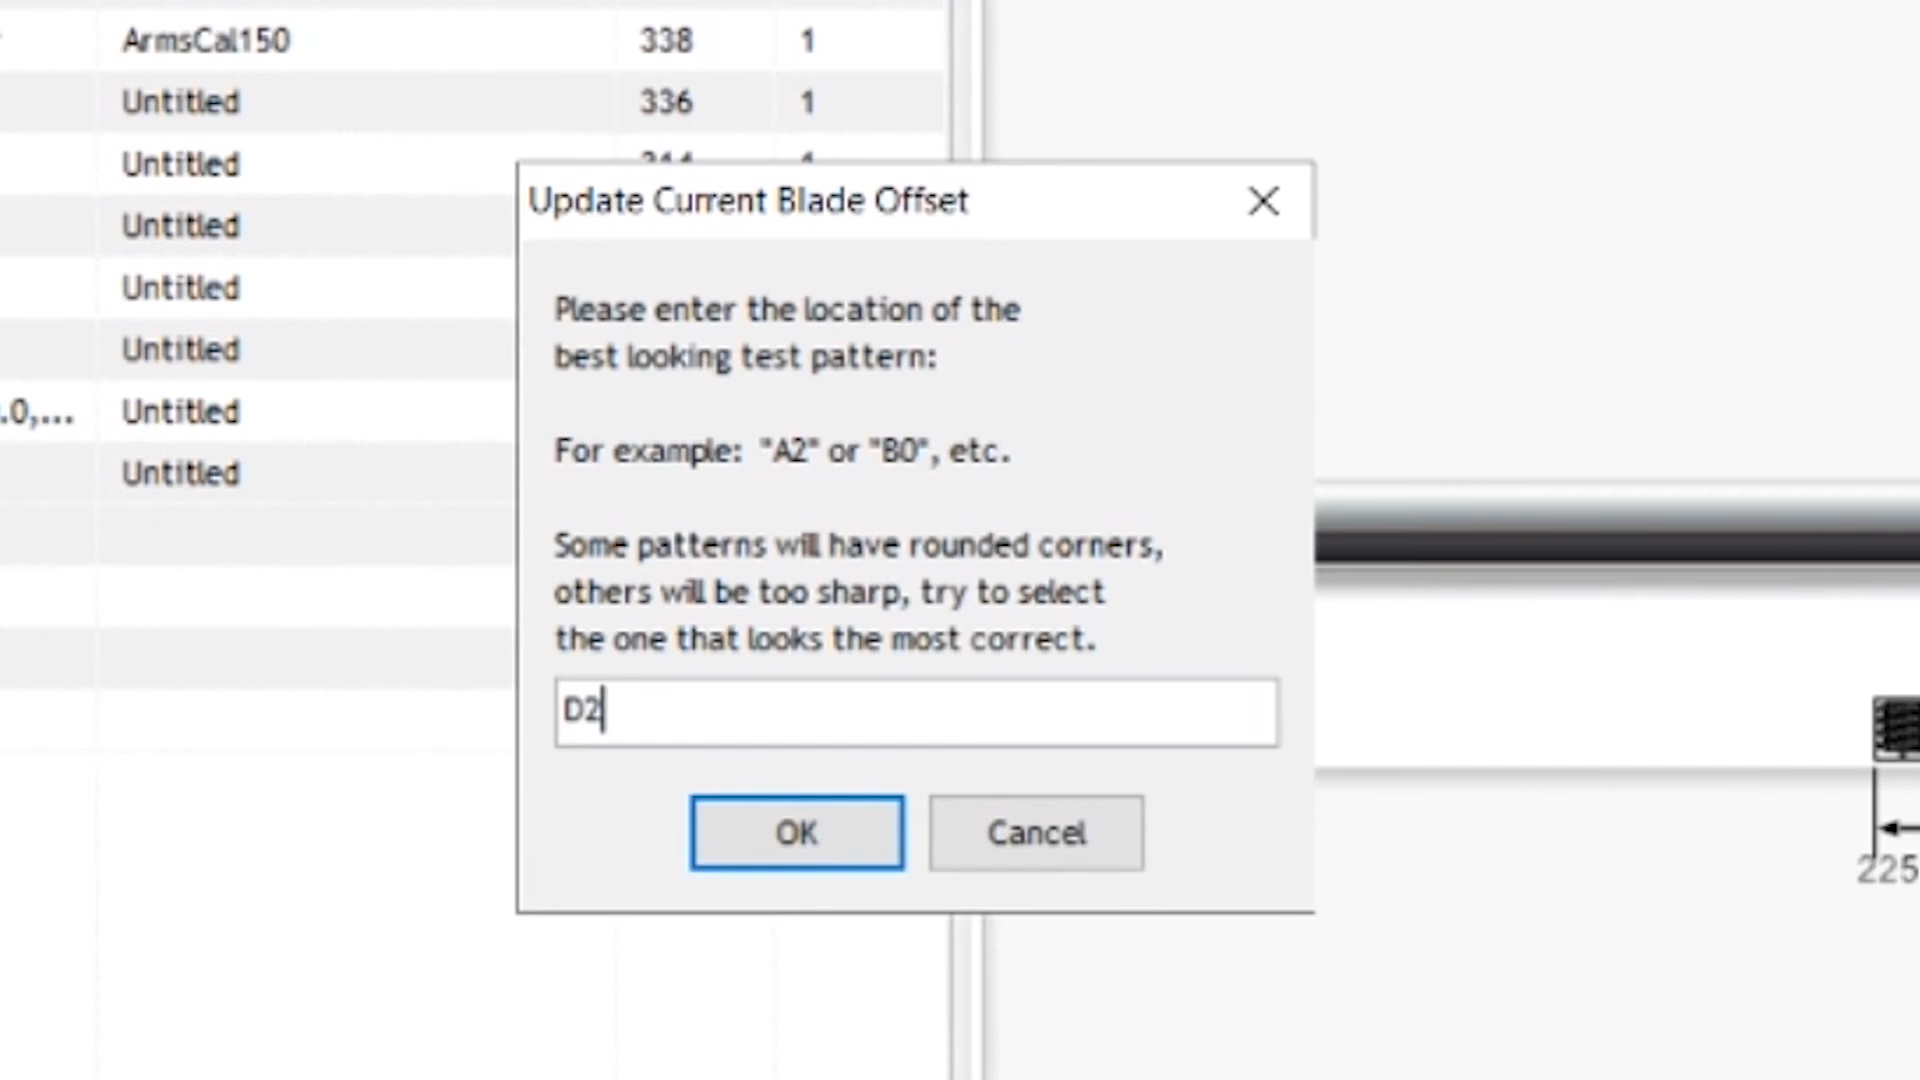 ArmsCal150 338 1
Untitled 336 1
Untitled
Untitled
Untitled
Untitled
.0,... Untitled
Untitled
Update Current Blade Offset
Please enter the location of the
best looking test pattern:
For example: "A2" or "B0", etc.
Some patterns will have rounded corners,
others will be too sharp, try to select
the one that looks the most correct.
D2
OK Cancel
225